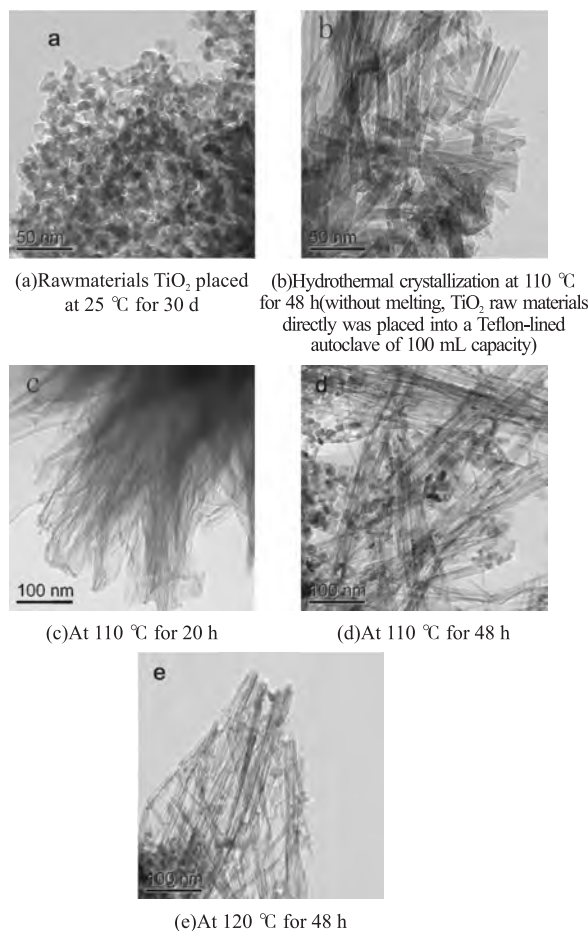 a
50 nm
b
50 nm
(a)Rawmaterials TiO₂ placed
at 25 ℃ for 30 d
(b)Hydrothermal crystallization at 110 ℃
for 48 h(without melting, TiO₂ raw materials
directly was placed into a Teflon-lined
autoclave of 100 mL capacity)
c
100 nm
d
100 nm
(c)At 110 ℃ for 20 h
(d)At 110 ℃ for 48 h
e
100 nm
(e)At 120 ℃ for 48 h